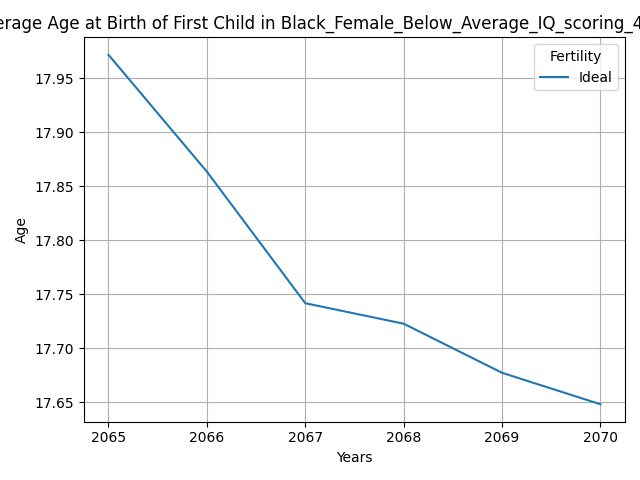 erage Age at Birth of First Child in Black_Female_Below_Average_IQ_scoring_4
Fertility
Ideal
17.95
17.90
17.85
17.80
17.75
17.70
17.65
Age
2065 2066 2067 2068 2069 2070
Years